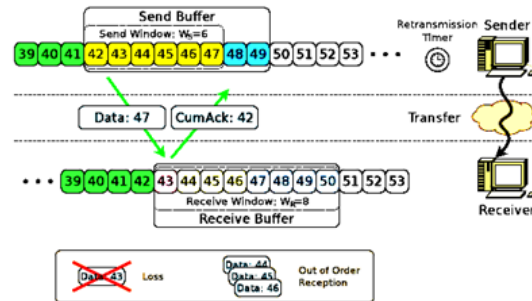 Send Buffer
Send Window: Wₛ=6
39 40 41 42 43 44 45 46 47 48 49 50 51 52 53
Retransmission
Timer
Sender
Data: 47
CumAck: 42
Transfer
39 40 41 42 43 44 45 46 47 48 49 50 51 52 53
Receive Window: Wᵣ=8
Receive Buffer
Receiver
Data: 43
Loss
Data: 44
Data: 45
Data: 46
Out of Order
Reception